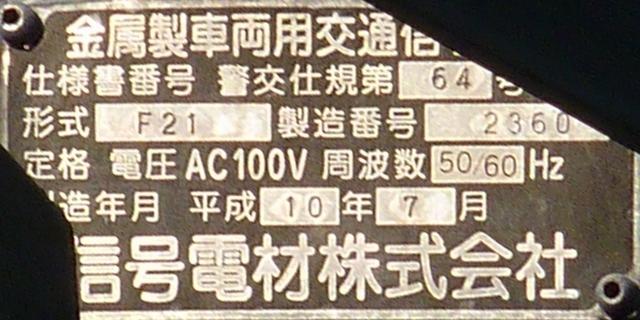 金属製車両用交通信
仕様書番号 警交仕規第 64 号
形式 F21 製造番号 2360
定格 電圧 AC100V 周波数 50/60 Hz
造年月 平成 10 年 7 月
信号電材株式会社